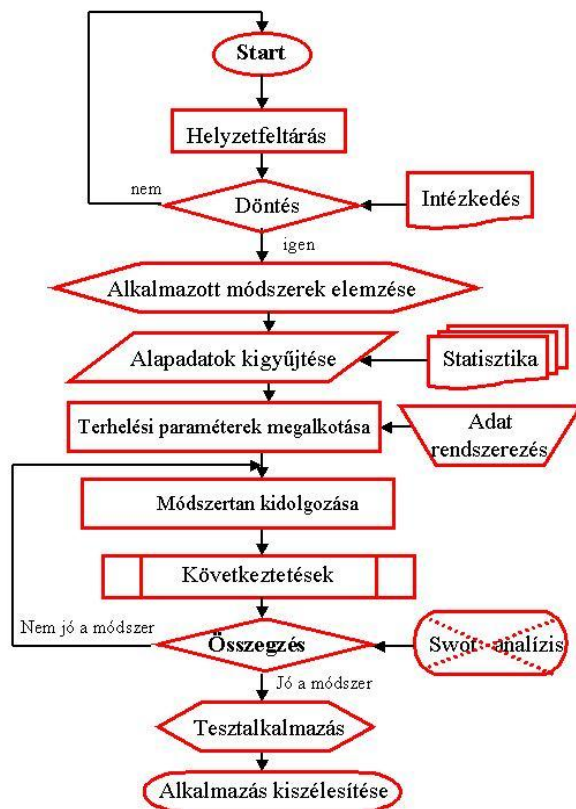 Start
Helyzetfeltárás
nem
Döntés
Intézkedés
igen
Alkalmazott módszerek elemzése
Alapadatok kigyűjtése
Statisztika
Terhelési paraméterek megalkotása
Adat
rendszerezés
Módszertan kidolgozása
Következtetések
Nem jó a módszer
Összegzés
Swot analízis
Jó a módszer
Tesztalkalmazás
Alkalmazás kiszélesítése